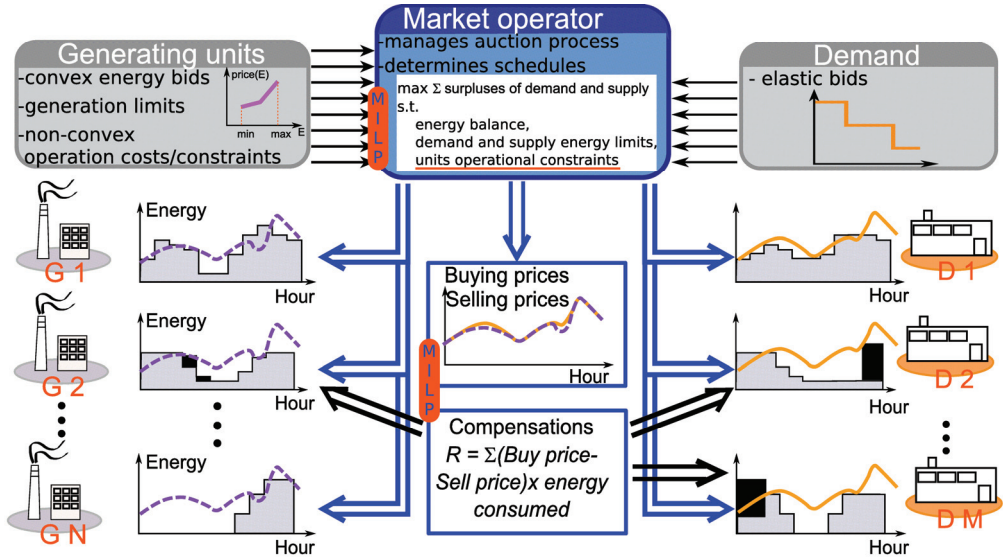 Market operator
-manages auction process
-determines schedules
max Σ surpluses of demand and supply
s.t.
energy balance,
demand and supply energy limits,
units operational constraints
MILP
Generating units
-convex energy bids
-generation limits
-non-convex
operation costs/constraints
price(E)
min
max
E
Demand
- elastic bids
G 1
Energy
Hour
G 2
Energy
Hour
G N
Energy
Hour
Buying prices
Selling prices
Hour
MILP
Compensations
R = Σ(Buy price-
Sell price)x energy
consumed
Hour
D 1
Hour
D 2
Hour
D M